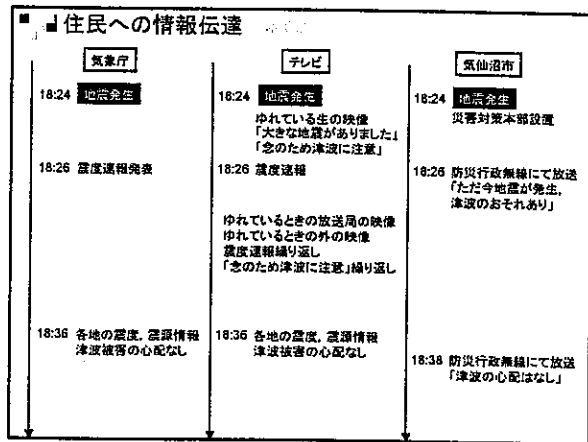 住民への情報伝達
気象庁
18:24 地震発生
18:26 震度速報発表
18:36 各地の震度，震源情報
津波被害の心配なし
テレビ
18:24 地震発生
ゆれている生の映像
「大きな地震がありました」
「念のため津波に注意」
18:26 震度速報
ゆれているときの放送局の映像
ゆれているときの外の映像
震度速報繰り返し
「念のため津波に注意」繰り返し
18:36 各地の震度，震源情報
津波被害の心配なし
気仙沼市
18:24 地震発生
災害対策本部設置
18:26 防災行政無線にて放送
「ただ今地震が発生，
津波のおそれあり」
18:38 防災行政無線にて放送
「津波の心配はなし」